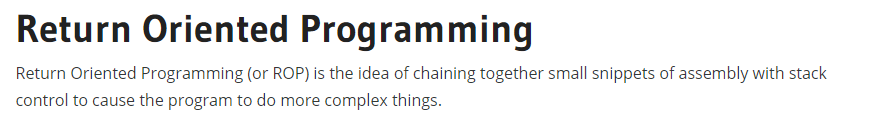 Return Oriented Programming
Return Oriented Programming (or ROP) is the idea of chaining together small snippets of assembly with stack
control to cause the program to do more complex things.